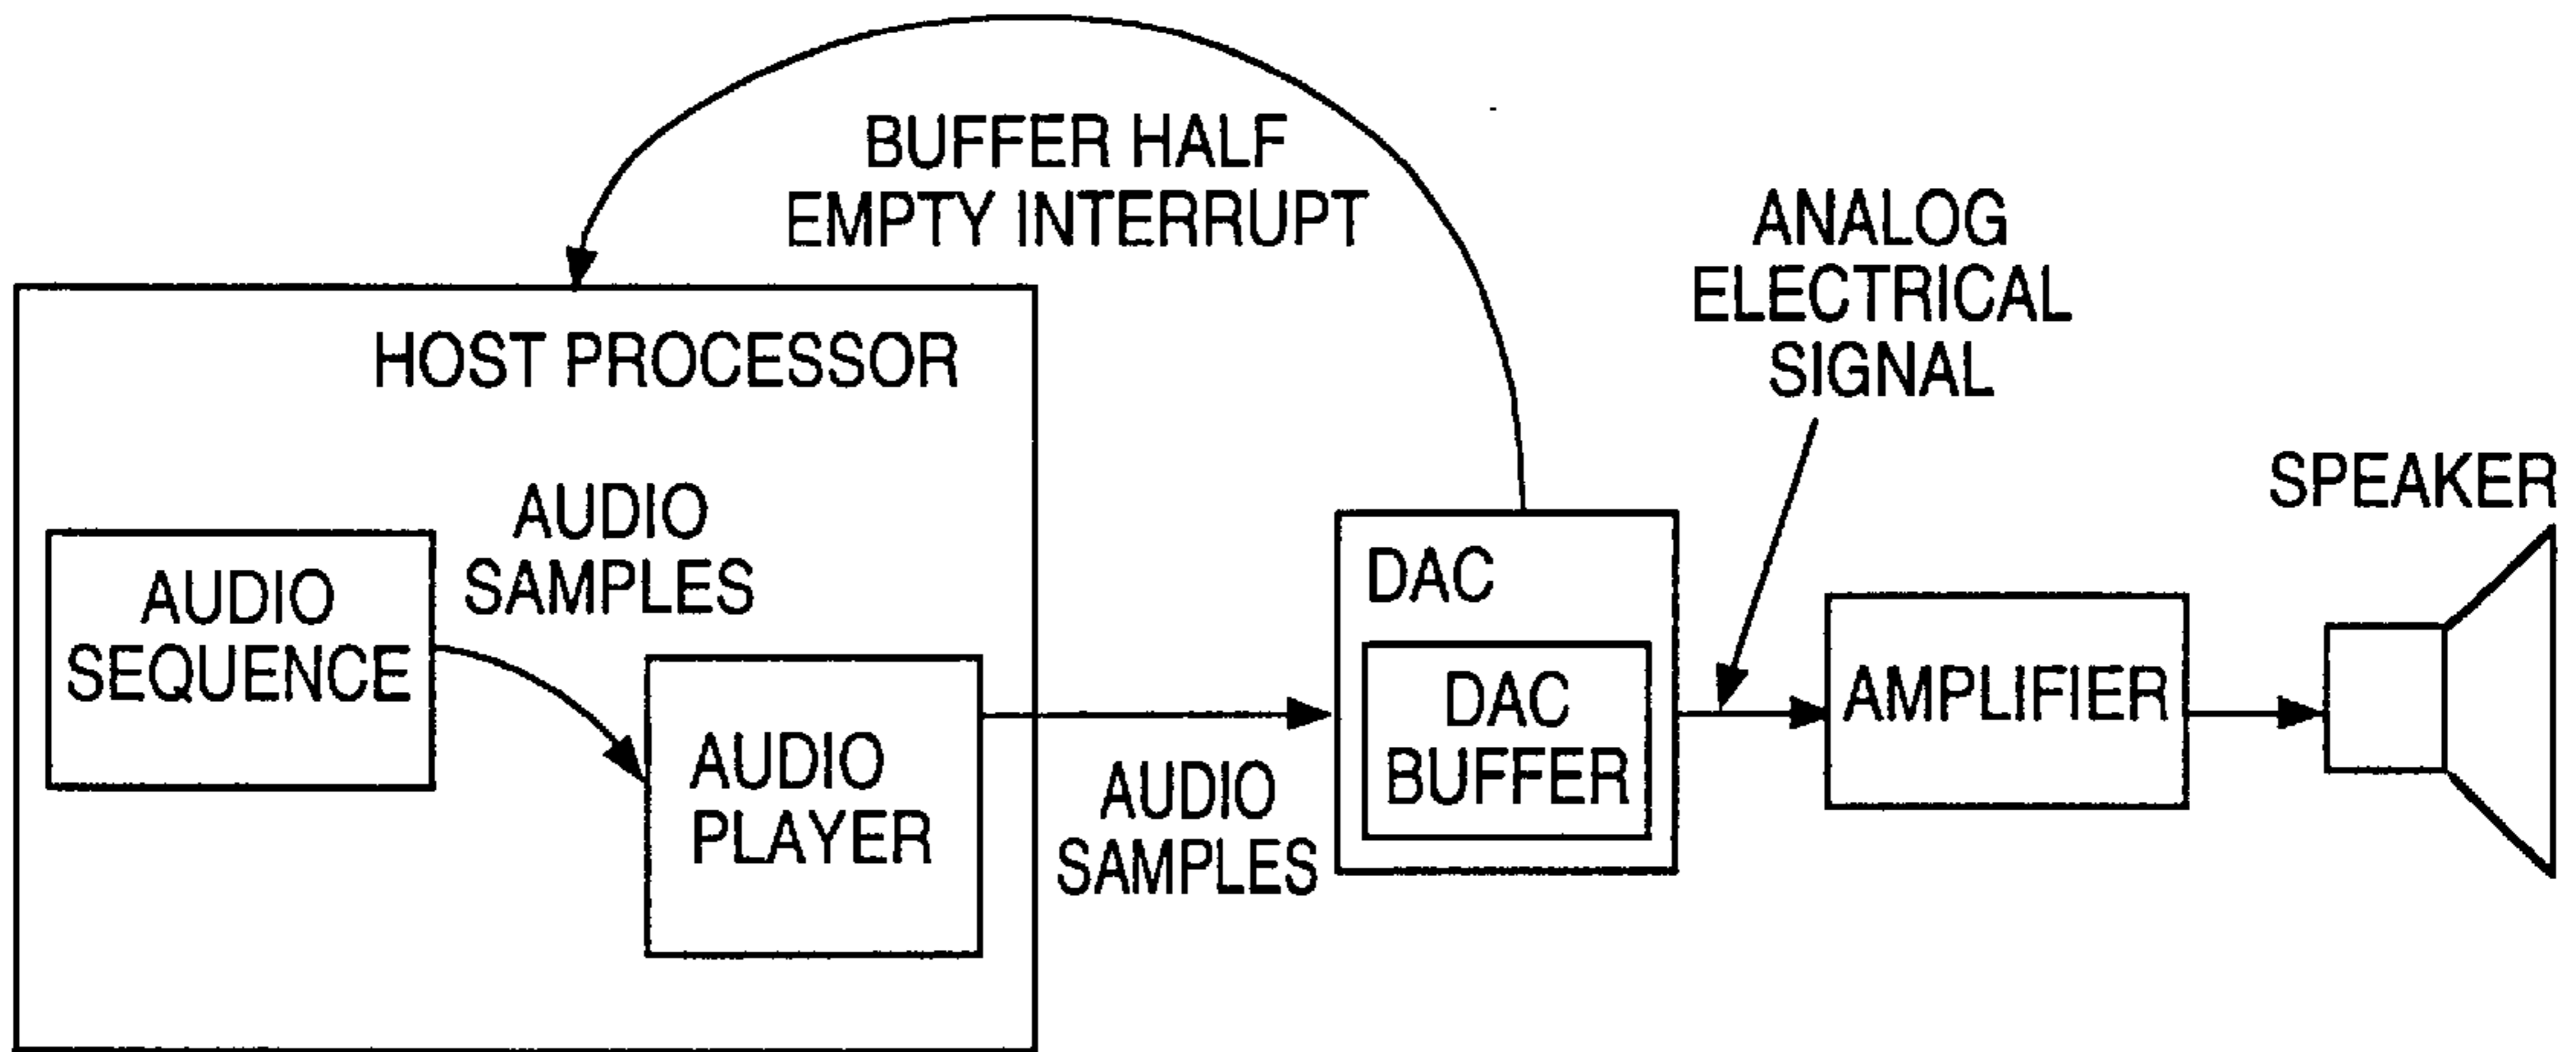 BUFFER HALF
EMPTY INTERRUPT
ANALOG
ELECTRICAL
SIGNAL
HOST PROCESSOR
SPEAKER
AUDIO
SAMPLES
AUDIO
SEQUENCE
DAC
DAC
BUFFER
AMPLIFIER
AUDIO
PLAYER
AUDIO
SAMPLES